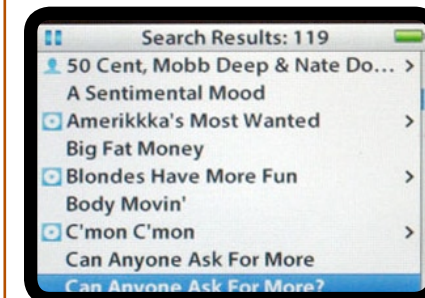 Search Results: 119
50 Cent, Mobb Deep & Nate Do... >
A Sentimental Mood
Amerikkka's Most Wanted >
Big Fat Money
Blondes Have More Fun >
Body Movin'
C'mon C'mon >
Can Anyone Ask For More
Can Anyone Ask For More?